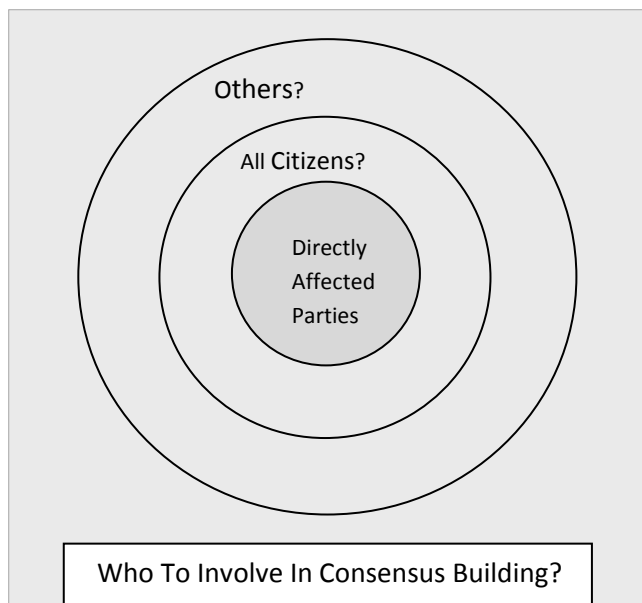 Others?
All Citizens?
Directly
Affected
Parties
Who To Involve In Consensus Building?